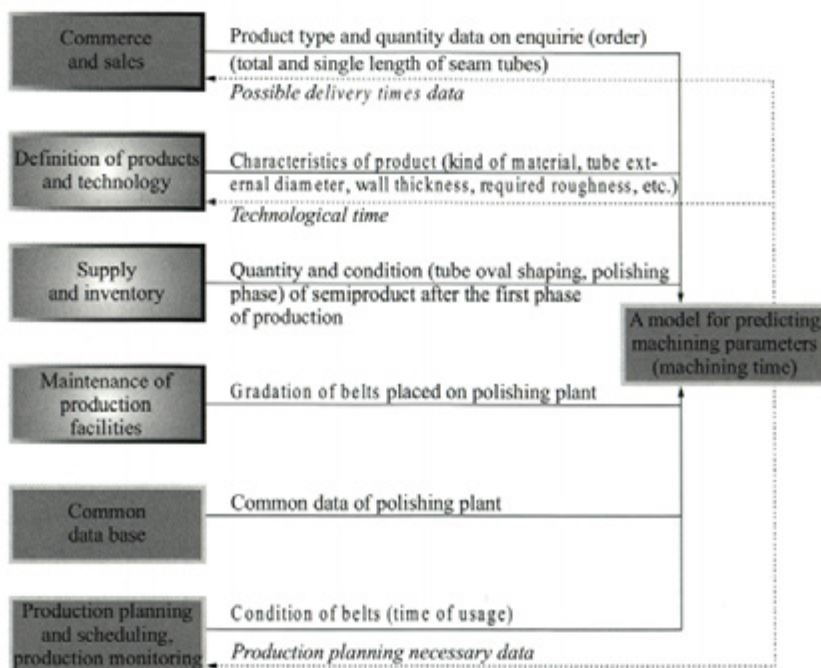 Commerce
and sales
Product type and quantity data on enquirie (order)
(total and single length of seam tubes)
Possible delivery times data
Definition of products
and technology
Characteristics of product (kind of material, tube ext-
ernal diameter, wall thickness, required roughness, etc.)
Technological time
Supply
and inventory
Quantity and condition (tube oval shaping, polishing
phase) of semiproduct after the first phase
of production
A model for predicting
machining parameters
(machining time)
Maintenance of
production
facilities
Gradation of belts placed on polishing plant
Common
data base
Common data of polishing plant
Production planning
and scheduling,
production monitoring
Condition of belts (time of usage)
Production planning necessary data